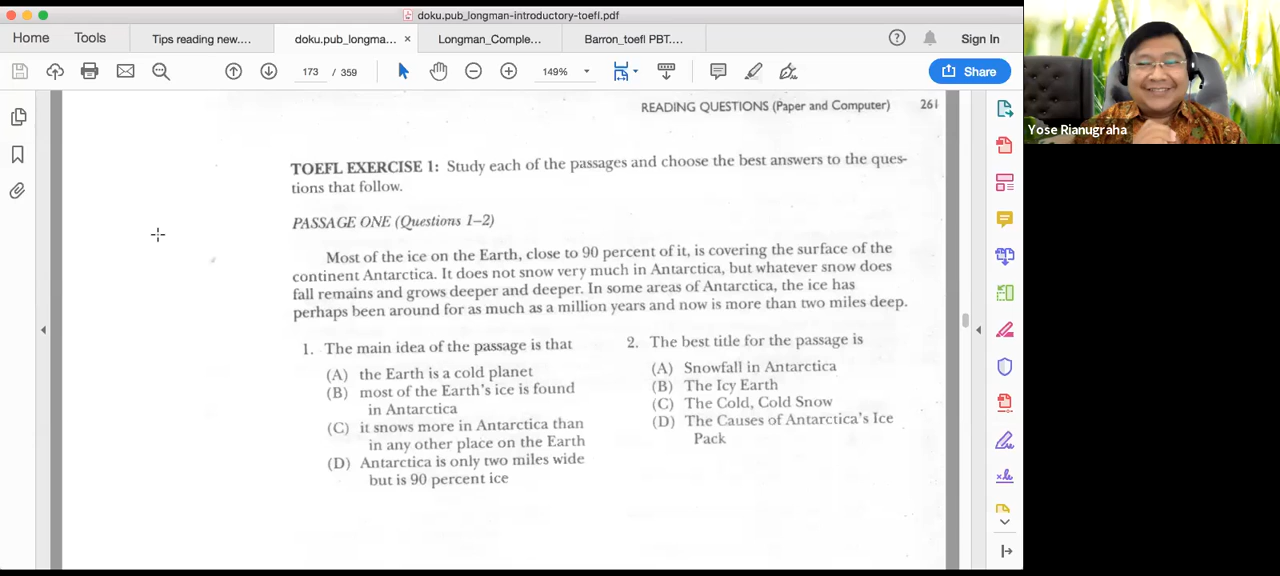 doku.pub_longman-introductory-toefl.pdf
Home Tools Tips reading new.... doku.pub_longma... × Longman_Comple... Barron_toefl PBT.... Sign In
173 / 359 149% Share
READING QUESTIONS (Paper and Computer) 261
TOEFL EXERCISE 1: Study each of the passages and choose the best answers to the ques-
tions that follow.
PASSAGE ONE (Questions 1–2)
Most of the ice on the Earth, close to 90 percent of it, is covering the surface of the
continent Antarctica. It does not snow very much in Antarctica, but whatever snow does
fall remains and grows deeper and deeper. In some areas of Antarctica, the ice has
perhaps been around for as much as a million years and now is more than two miles deep.
1. The main idea of the passage is that
(A) the Earth is a cold planet
(B) most of the Earth's ice is found
in Antarctica
(C) it snows more in Antarctica than
in any other place on the Earth
(D) Antarctica is only two miles wide
but is 90 percent ice
2. The best title for the passage is
(A) Snowfall in Antarctica
(B) The Icy Earth
(C) The Cold, Cold Snow
(D) The Causes of Antarctica's Ice
Pack
Yose Rianugraha